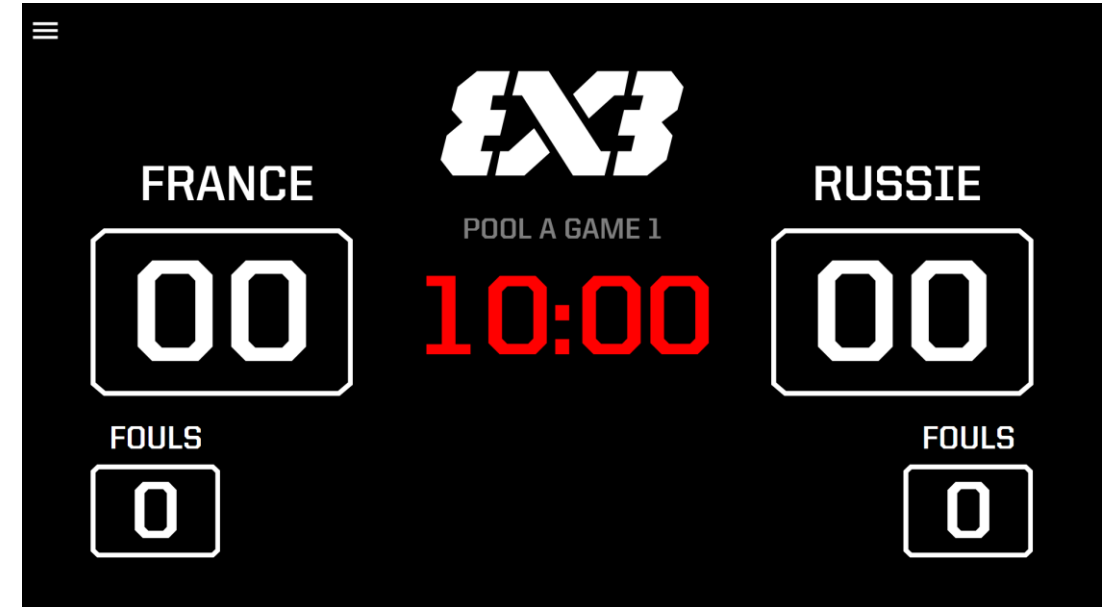 3X3
FRANCE
RUSSIE
POOL A GAME 1
00
10:00
00
FOULS
FOULS
0
0